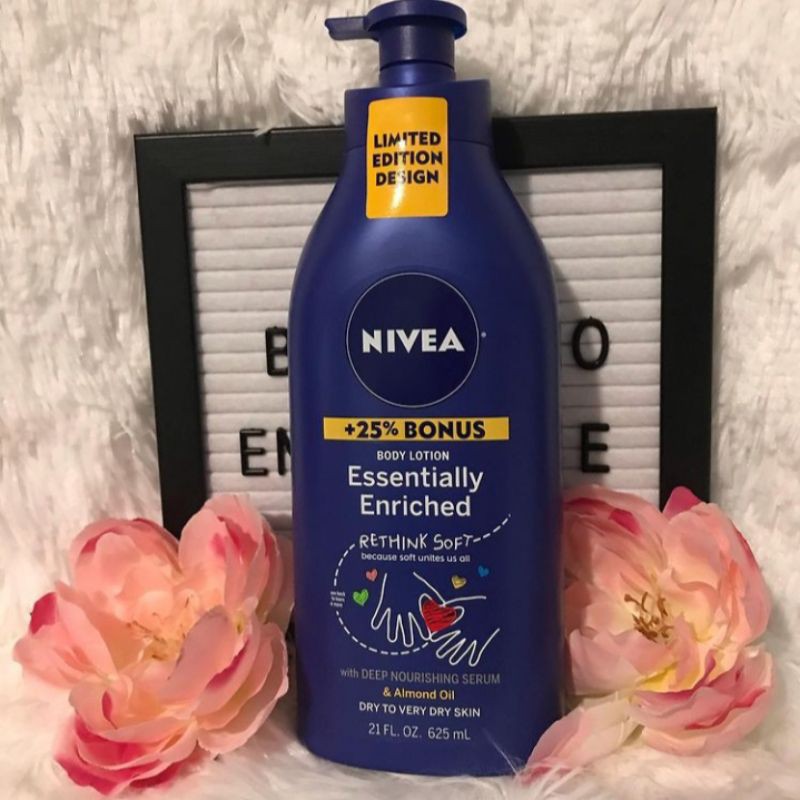 LIMITED
EDITION
DESIGN
NIVEA
+25% BONUS
BODY LOTION
Essentially
Enriched
RETHINK SOFT
because soft unites us all
with DEEP NOURISHING SERUM
& Almond Oil
DRY TO VERY DRY SKIN
21 FL. OZ. 625 mL
B O
EN E